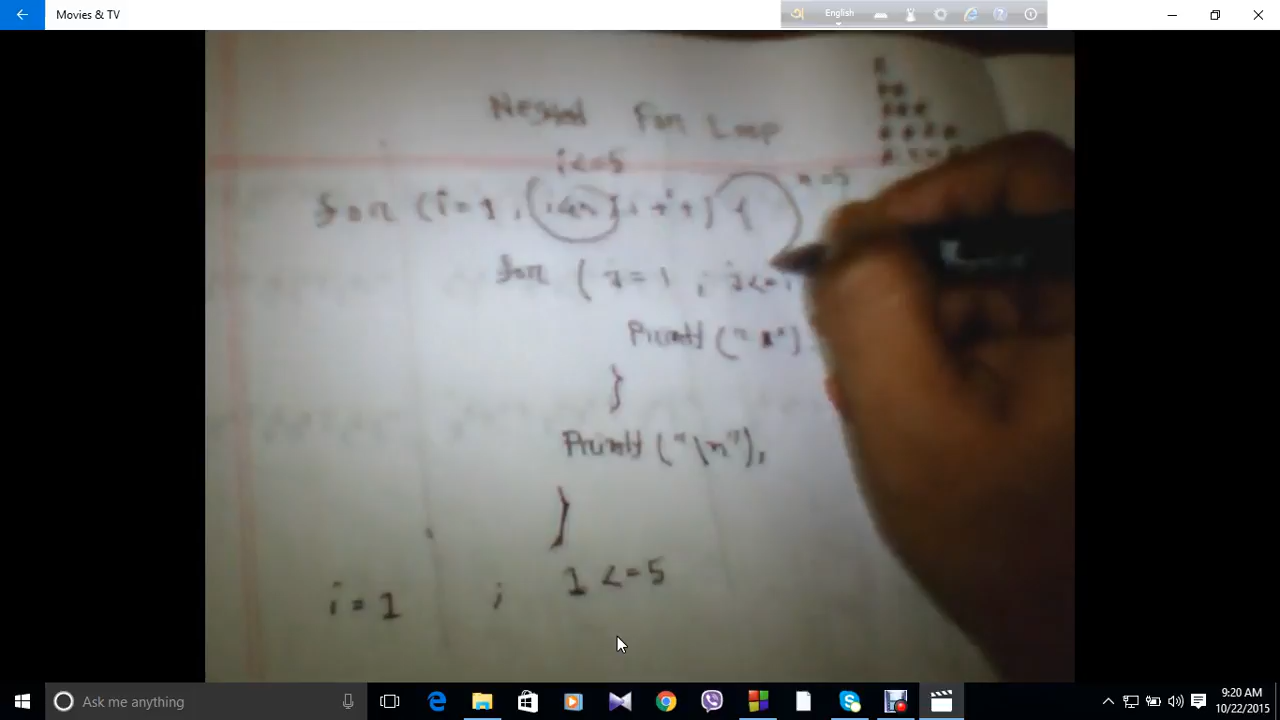 Movies & TV
English
Nested For Loop
i<=5
for (i=1 ; i<=n ; ++i) {
n=5
for ( j=1 ; j<=i
Printf ("*")
}
Printf ("\n");
}
i = 1 ; 1 <=5
Ask me anything
9:20 AM
10/22/2015